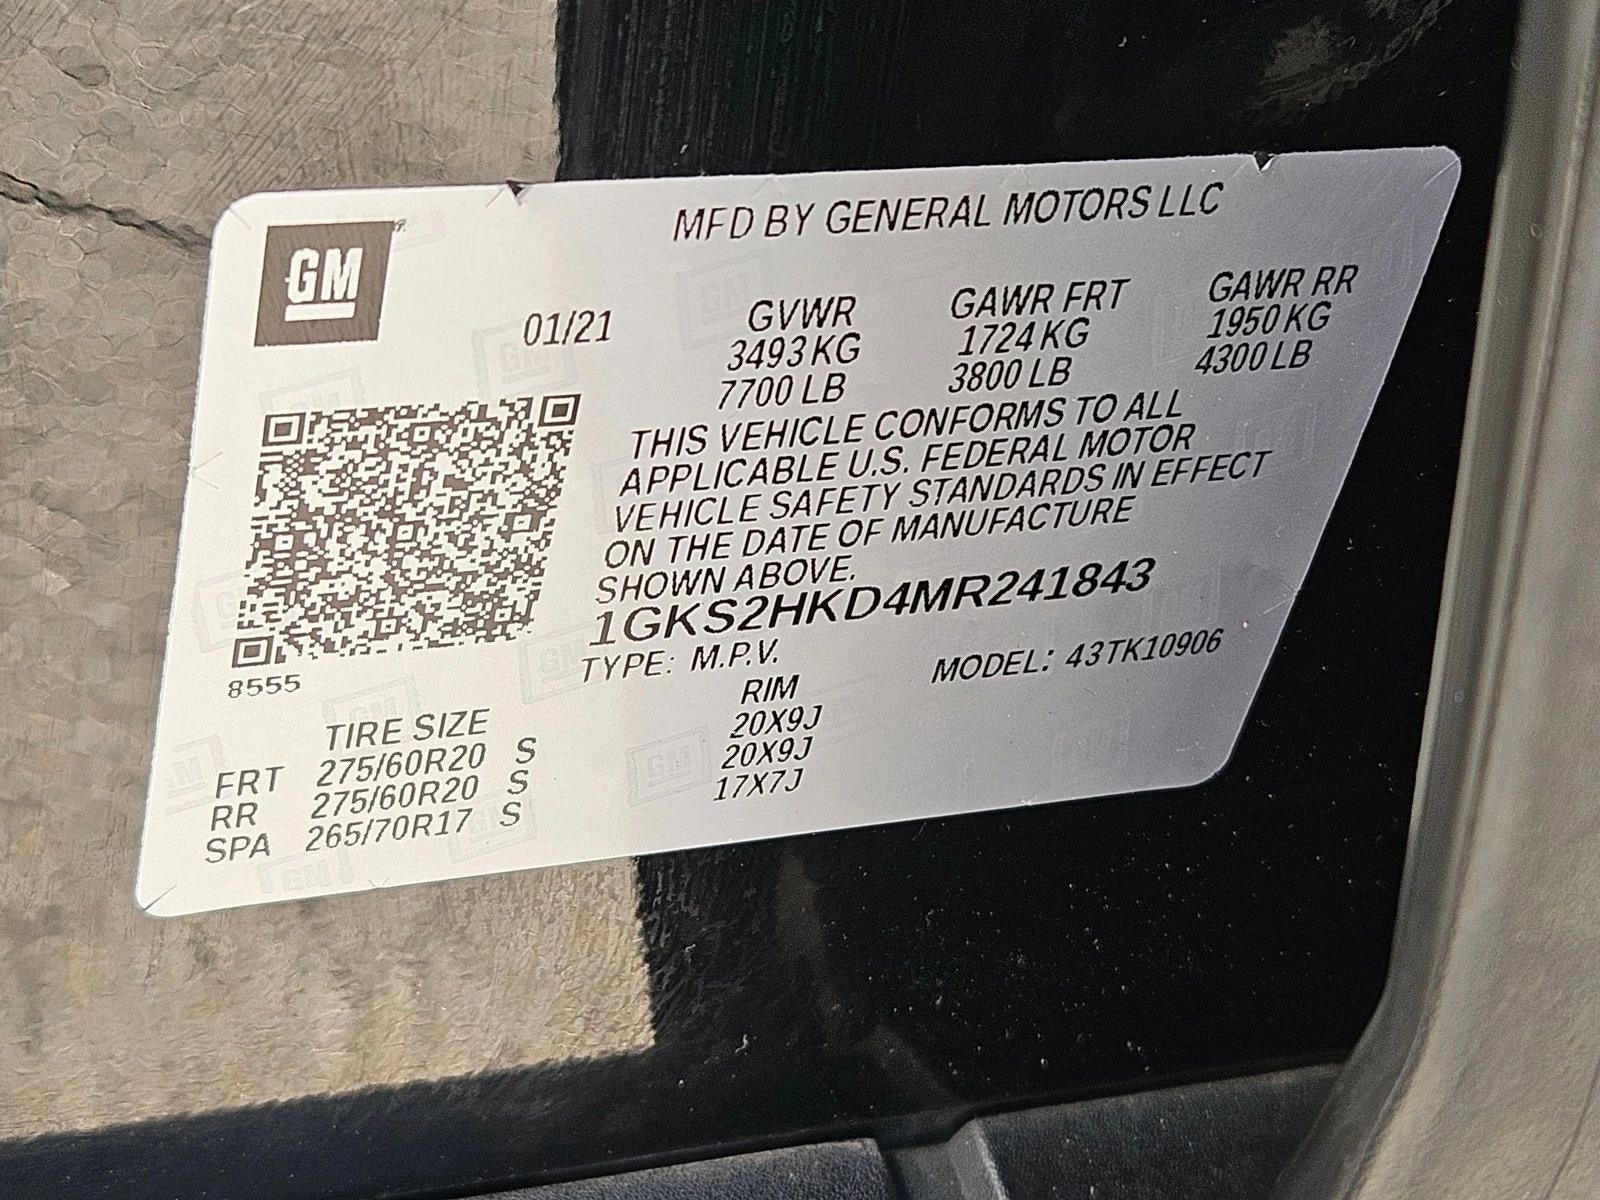 GM
MFD BY GENERAL MOTORS LLC
01/21 GVWR GAWR FRT GAWR RR
3493 KG 1724 KG 1950 KG
7700 LB 3800 LB 4300 LB
THIS VEHICLE CONFORMS TO ALL
APPLICABLE U.S. FEDERAL MOTOR
VEHICLE SAFETY STANDARDS IN EFFECT
ON THE DATE OF MANUFACTURE
SHOWN ABOVE.
1GKS2HKD4MR241843
TYPE: M.P.V. MODEL: 43TK10906
8555
TIRE SIZE RIM
FRT 275/60R20 S 20X9J
RR 275/60R20 S 20X9J
SPA 265/70R17 S 17X7J